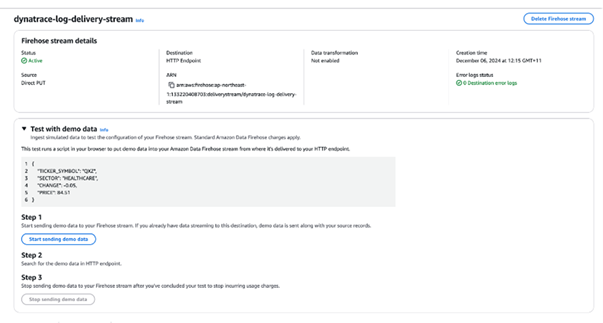 dynatrace-log-delivery-stream Info
Delete Firehose stream
Firehose stream details
Status
Active
Destination
HTTP Endpoint
Data transformation
Not enabled
Creation time
December 06, 2024 at 12:15 GMT+11
Source
Direct PUT
ARN
arn:aws:firehose:ap-northeast-
1:133220408703:deliverystream/dynatrace-log-delivery-
stream
Error logs status
0 Destination error logs
Test with demo data Info
Ingest simulated data to test the configuration of your Firehose stream. Standard Amazon Data Firehose charges apply.
This test runs a script in your browser to put demo data into your Amazon Data Firehose stream from where it's delivered to your HTTP endpoint.
1 {
2 "TICKER_SYMBOL": "QXZ",
3 "SECTOR": "HEALTHCARE",
4 "CHANGE": -0.05,
5 "PRICE": 84.51
6 }
Step 1
Start sending demo data to your Firehose stream. If you already have data streaming to this destination, demo data is sent along with your source records.
Start sending demo data
Step 2
Search for the demo data in HTTP endpoint.
Step 3
Stop sending demo data to your Firehose stream after you've concluded your test to stop incurring usage charges.
Stop sending demo data